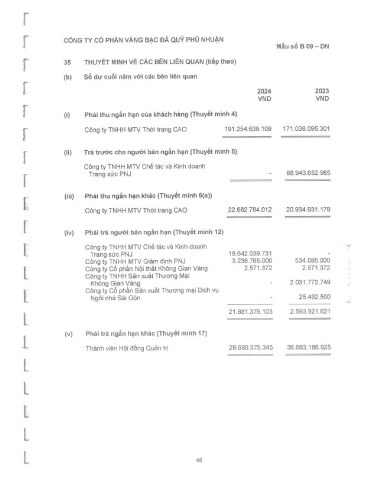 CÔNG TY CỔ PHẦN VÀNG BẠC ĐÁ QUÝ PHÚ NHUẬN
Mẫu số B 09 – DN
35 THUYẾT MINH VỀ CÁC BÊN LIÊN QUAN (tiếp theo)
(b) Số dư cuối năm với các bên liên quan
2024 2023
VND VND
(i) Phải thu ngắn hạn của khách hàng (Thuyết minh 4)
Công ty TNHH MTV Thời trang CAO 191.254.639.109 171.038.095.301
(ii) Trả trước cho người bán ngắn hạn (Thuyết minh 5)
Công ty TNHH MTV Chế tác và Kinh doanh
Trang sức PNJ - 88.943.652.985
(iii) Phải thu ngắn hạn khác (Thuyết minh 6(a))
Công ty TNHH MTV Thời trang CAO 22.682.784.012 20.934.931.179
(iv) Phải trả người bán ngắn hạn (Thuyết minh 12)
Công ty TNHH MTV Chế tác và Kinh doanh
Trang sức PNJ 18.642.039.731 -
Công ty TNHH MTV Giám định PNJ 3.236.765.000 534.085.000
Công ty Cổ phần Nội thất Không Gian Vàng 2.571.372 2.571.372
Công ty TNHH Sản xuất Thương Mại
Không Gian Vàng - 2.031.772.749
Công ty Cổ phần Sản xuất Thương mại Dịch vụ
Ngôi nhà Sài Gòn - 25.492.500
21.881.376.103 2.593.921.621
(v) Phải trả ngắn hạn khác (Thuyết minh 17)
Thành viên Hội đồng Quản trị 28.680.375.345 36.683.186.925
46